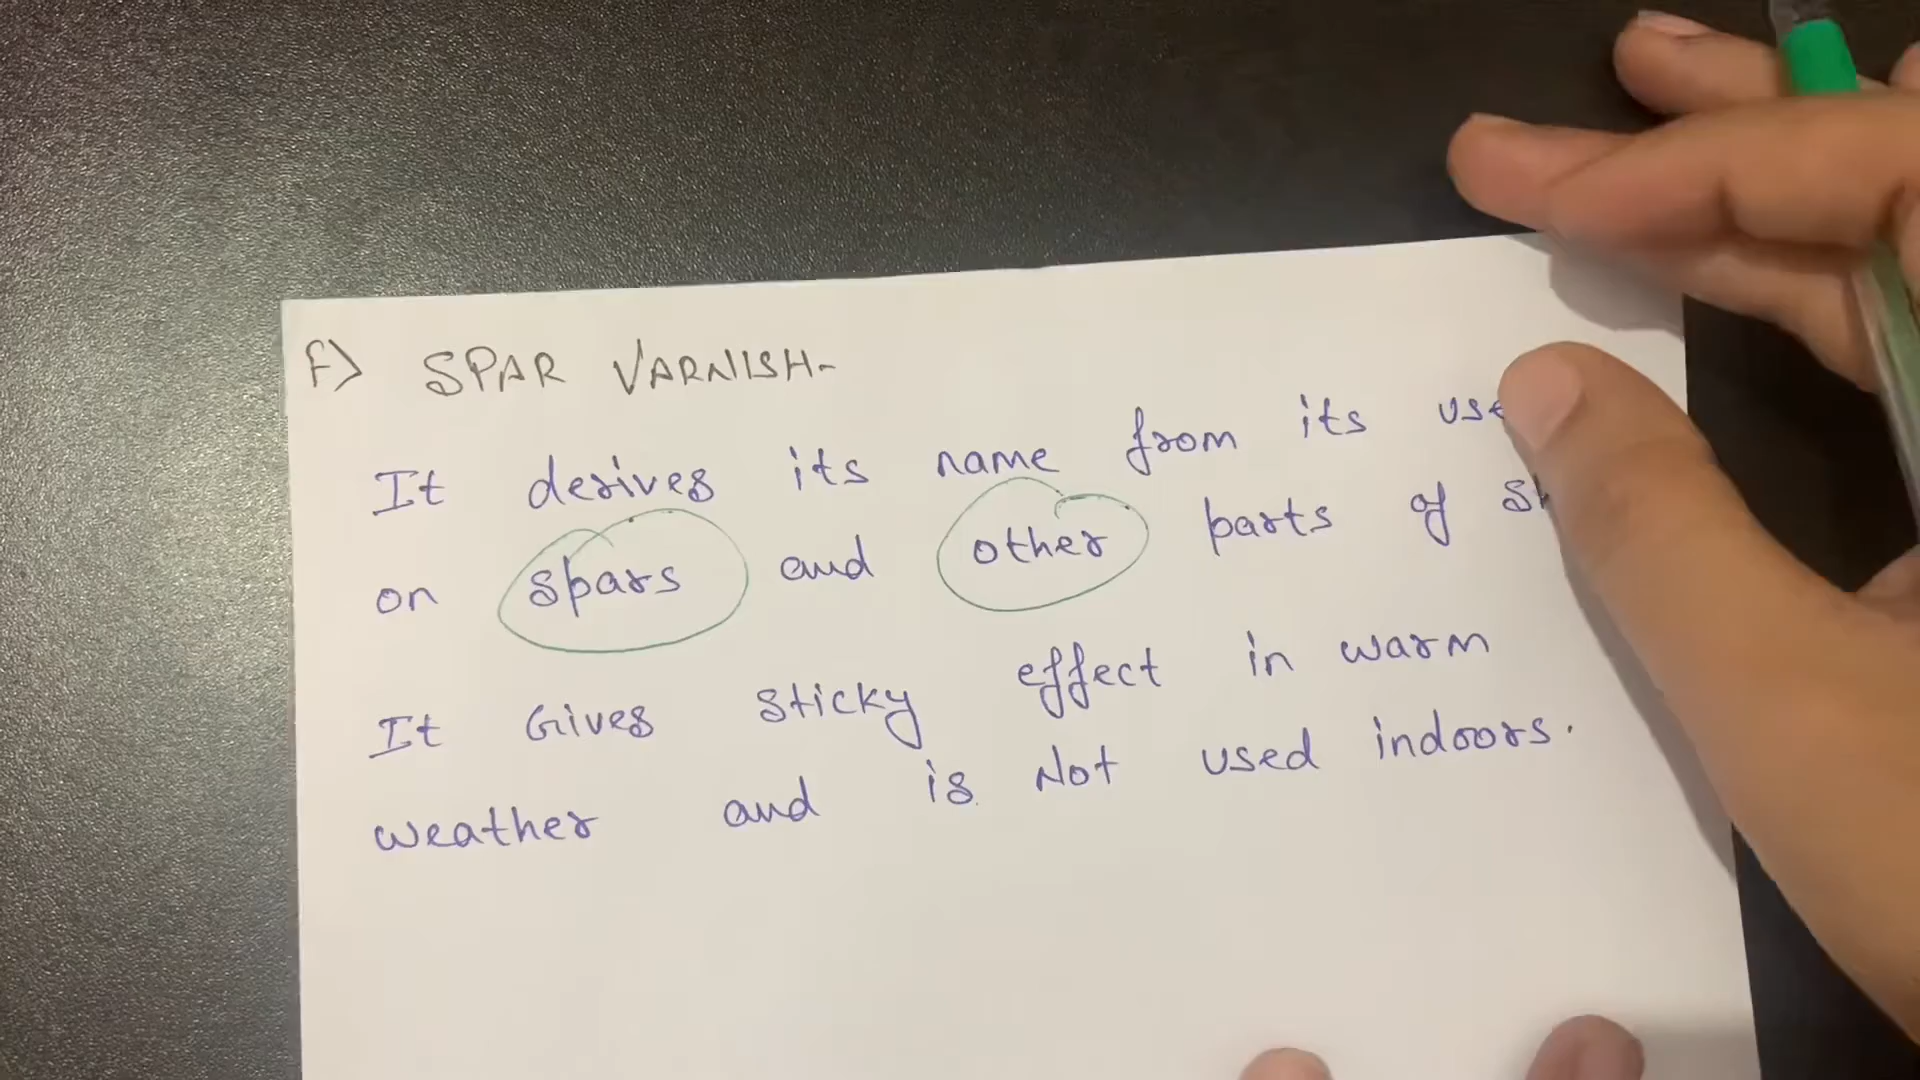 F) SPAR VARNISH-
It derives its name from its use
on spars and other parts of
It Gives sticky effect in warm
weather and is Not used indoors.